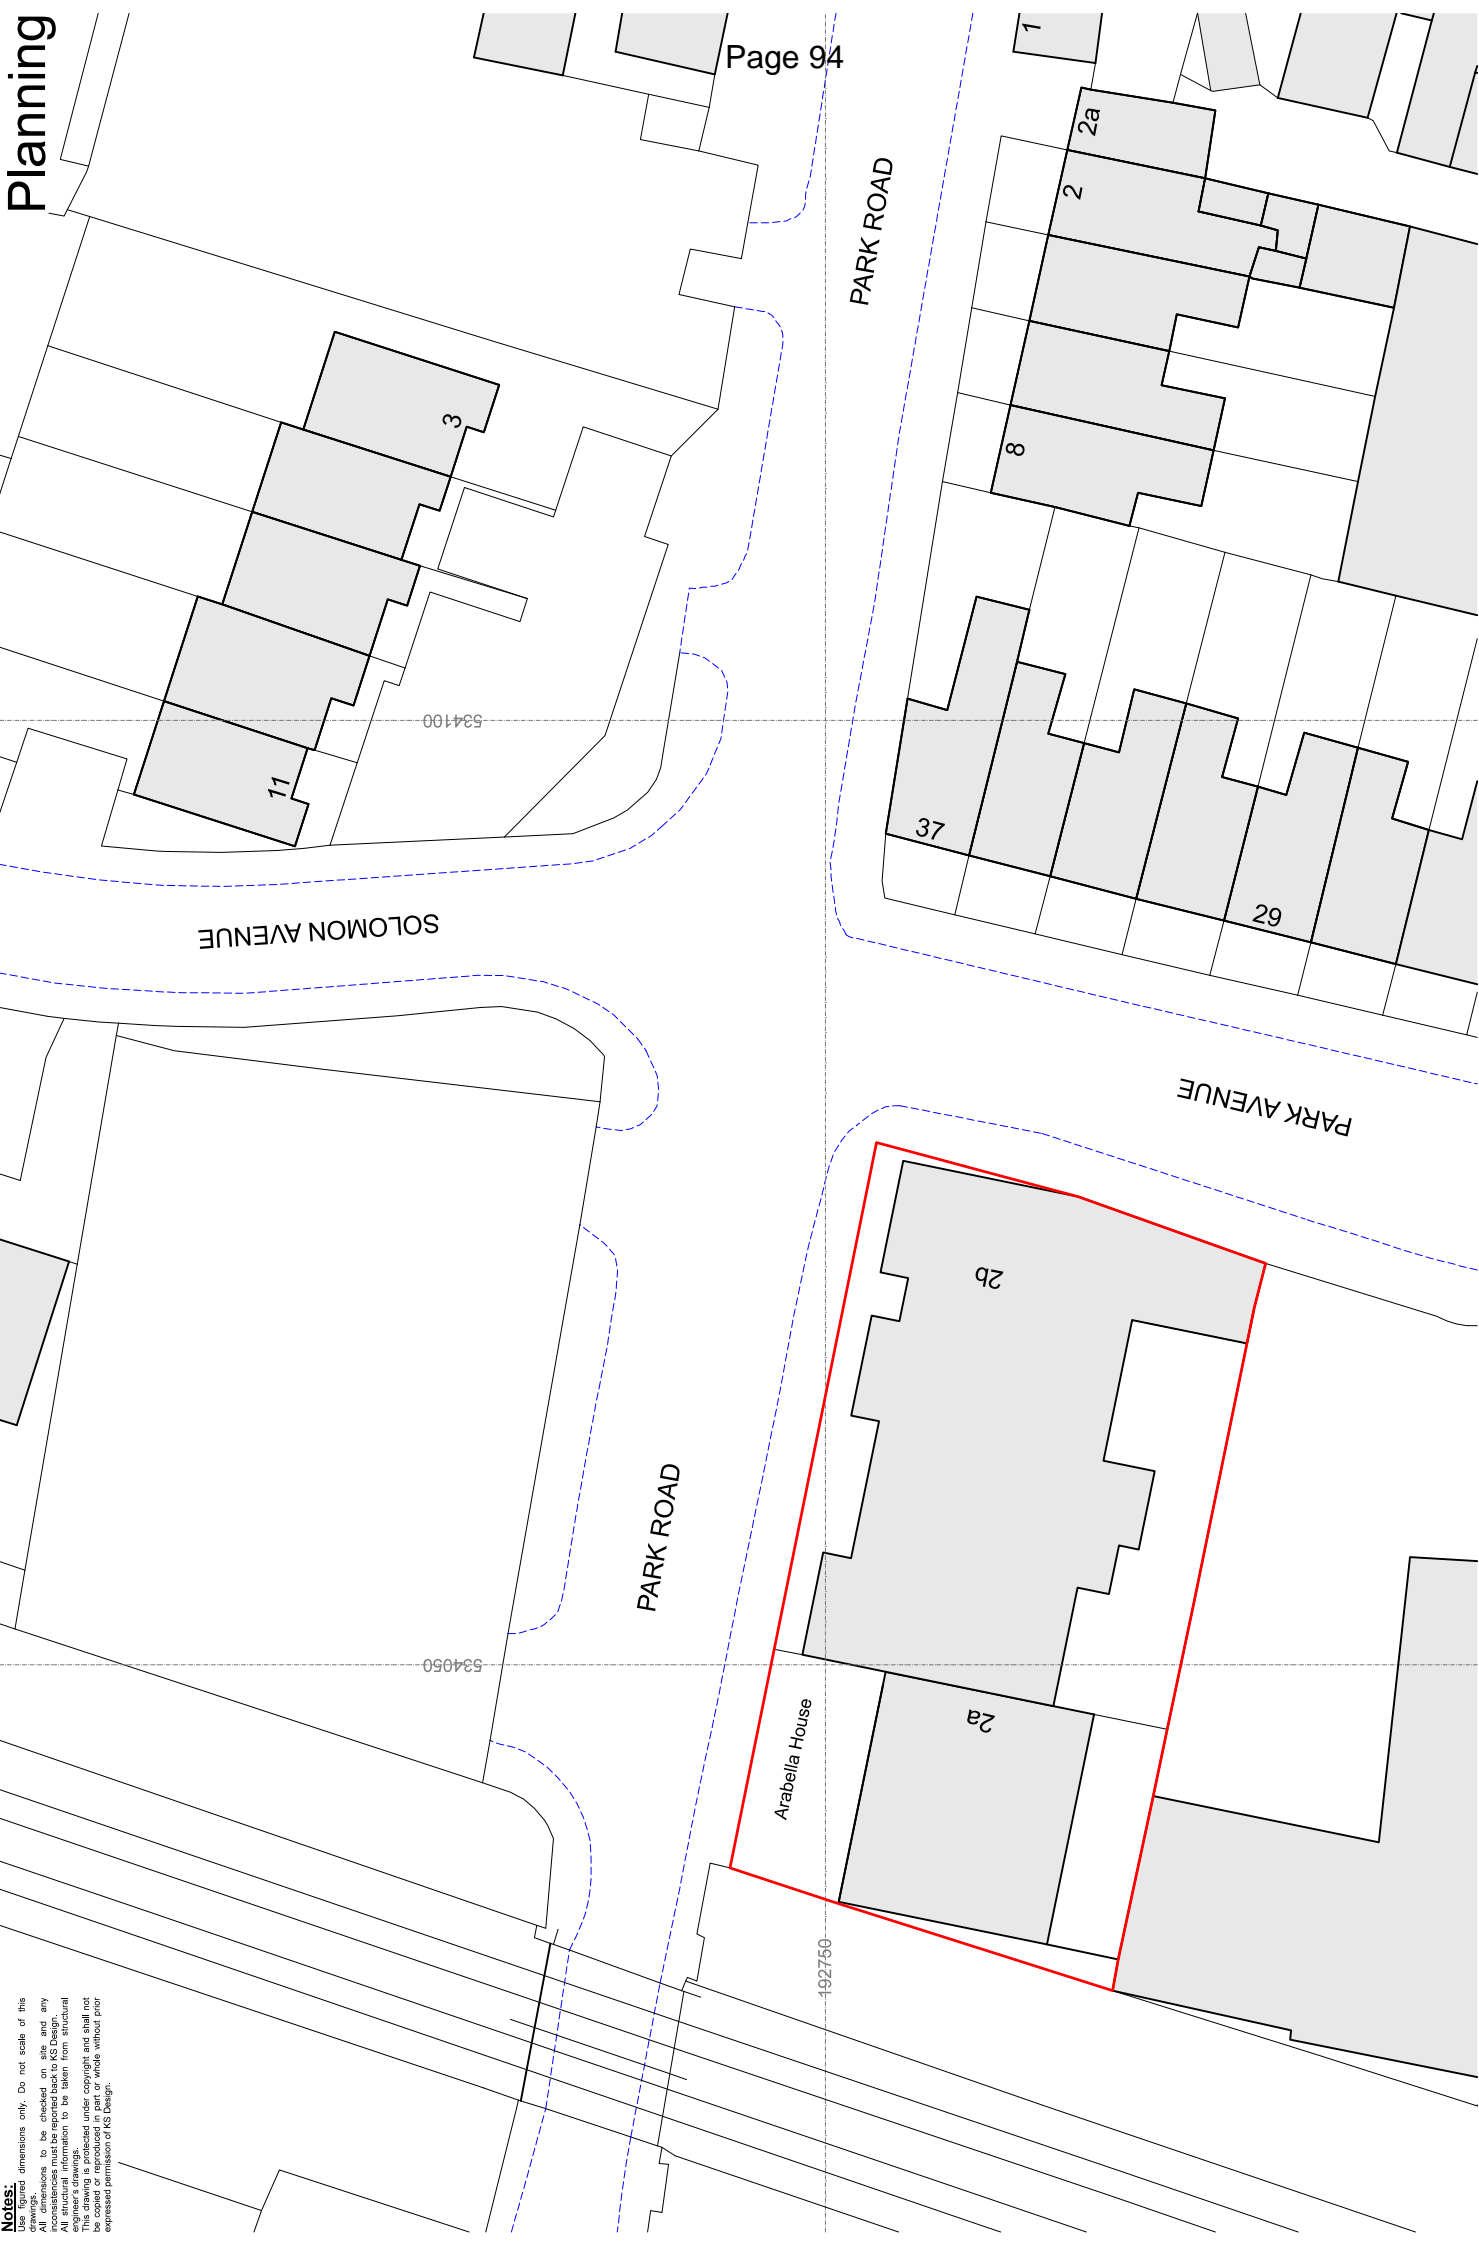 Planning
Page 94
1
2a
2
8
PARK ROAD
3
11
534100
37
29
SOLOMON AVENUE
PARK AVENUE
2b
PARK ROAD
534050
2a
Arabella House
192750
Notes:
Use figured dimensions only. Do not scale of this
drawings.
All dimensions to be checked on site and any
inconsistencies must be reported back to KS Design.
All structural information to be taken from structural
engineer's drawings.
This drawing is protected under copyright and shall not
be copied or reproduced in part or whole without prior
expressed permission of KS Design.